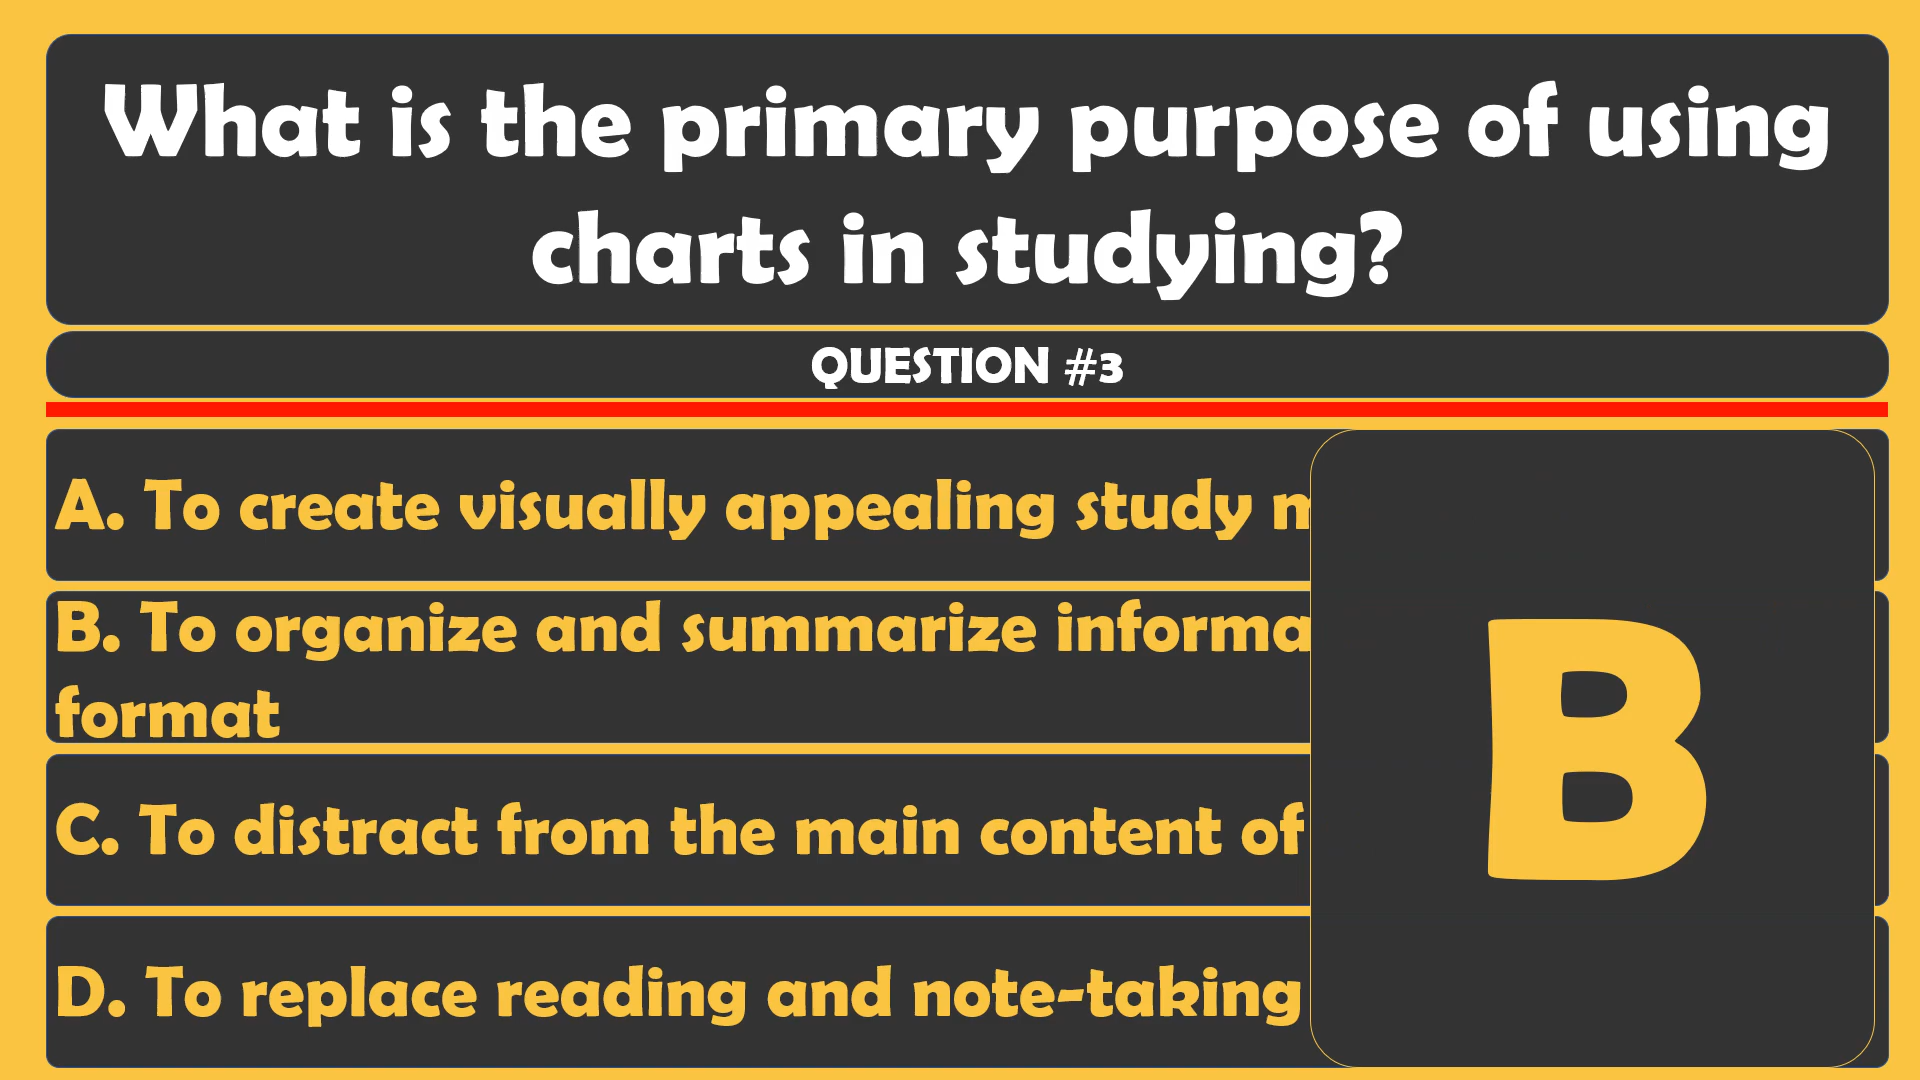 What is the primary purpose of using
charts in studying?
QUESTION #3
A. To create visually appealing study
B. To organize and summarize informa
format
C. To distract from the main content of
D. To replace reading and note-taking
B